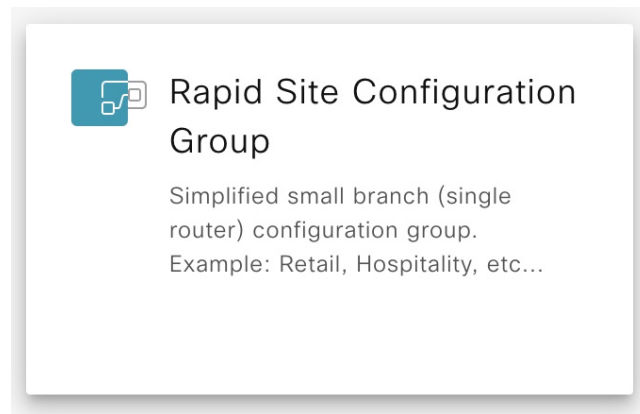 Rapid Site Configuration
Group
Simplified small branch (single
router) configuration group.
Example: Retail, Hospitality, etc...